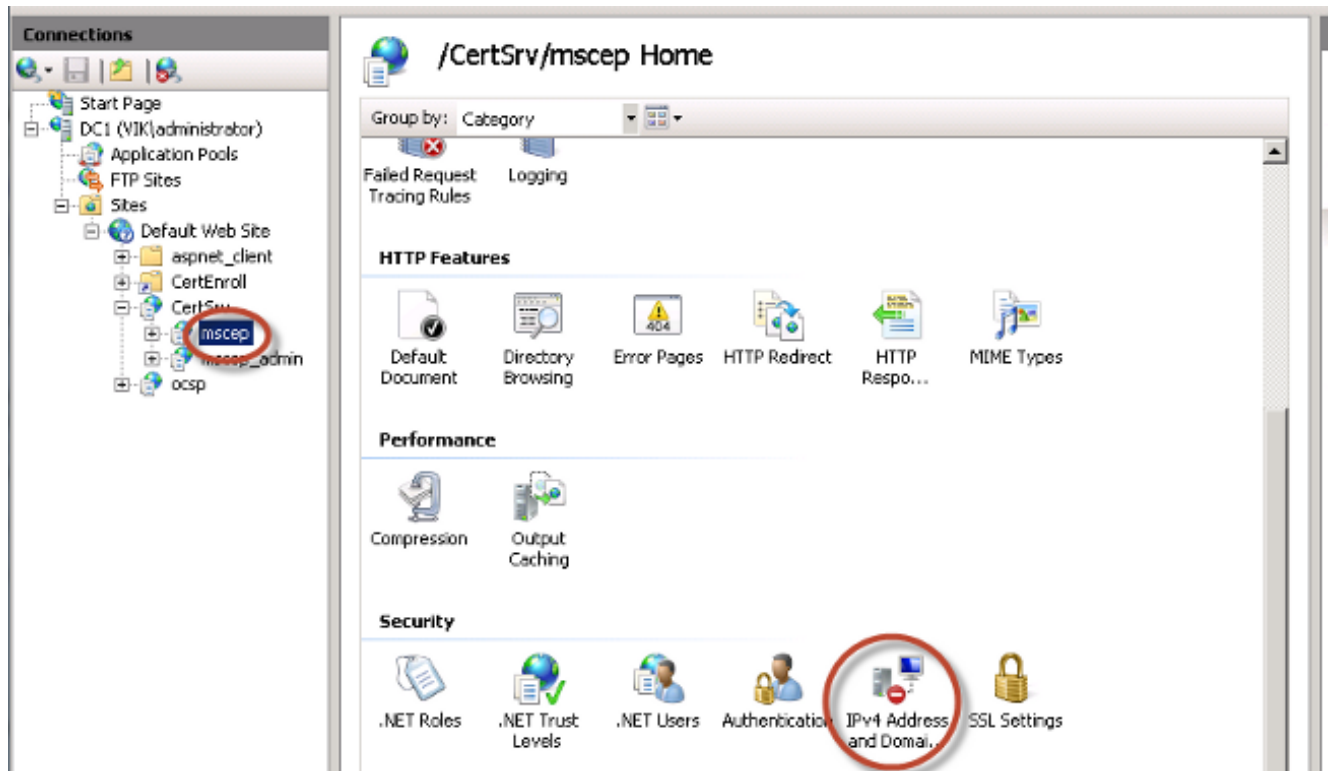 Connections
Start Page
DC1 (VIK\administrator)
Application Pools
FTP Sites
Sites
Default Web Site
aspnet_client
CertEnroll
CertSrv
mscep
mscep_admin
ocsp
/CertSrv/mscep Home
Group by: Category
Failed Request
Tracing Rules
Logging
HTTP Features
Default
Document
Directory
Browsing
404
Error Pages
HTTP Redirect
HTTP
Respo...
MIME Types
Performance
Compression
Output
Caching
Security
.NET Roles
.NET Trust
Levels
.NET Users
Authentication
IPv4 Address
and Domai...
SSL Settings